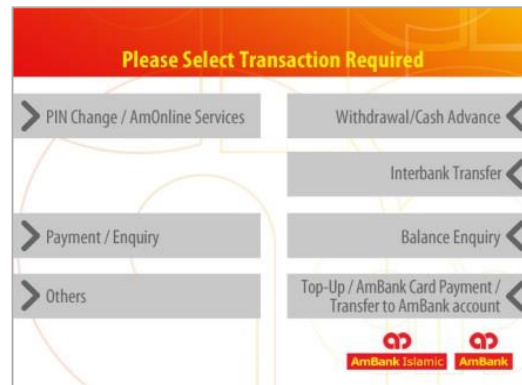 Please Select Transaction Required
PIN Change / AmOnline Services
Withdrawal/Cash Advance
Interbank Transfer
Payment / Enquiry
Balance Enquiry
Others
Top-Up / AmBank Card Payment /
Transfer to AmBank account
AmBank Islamic
AmBank